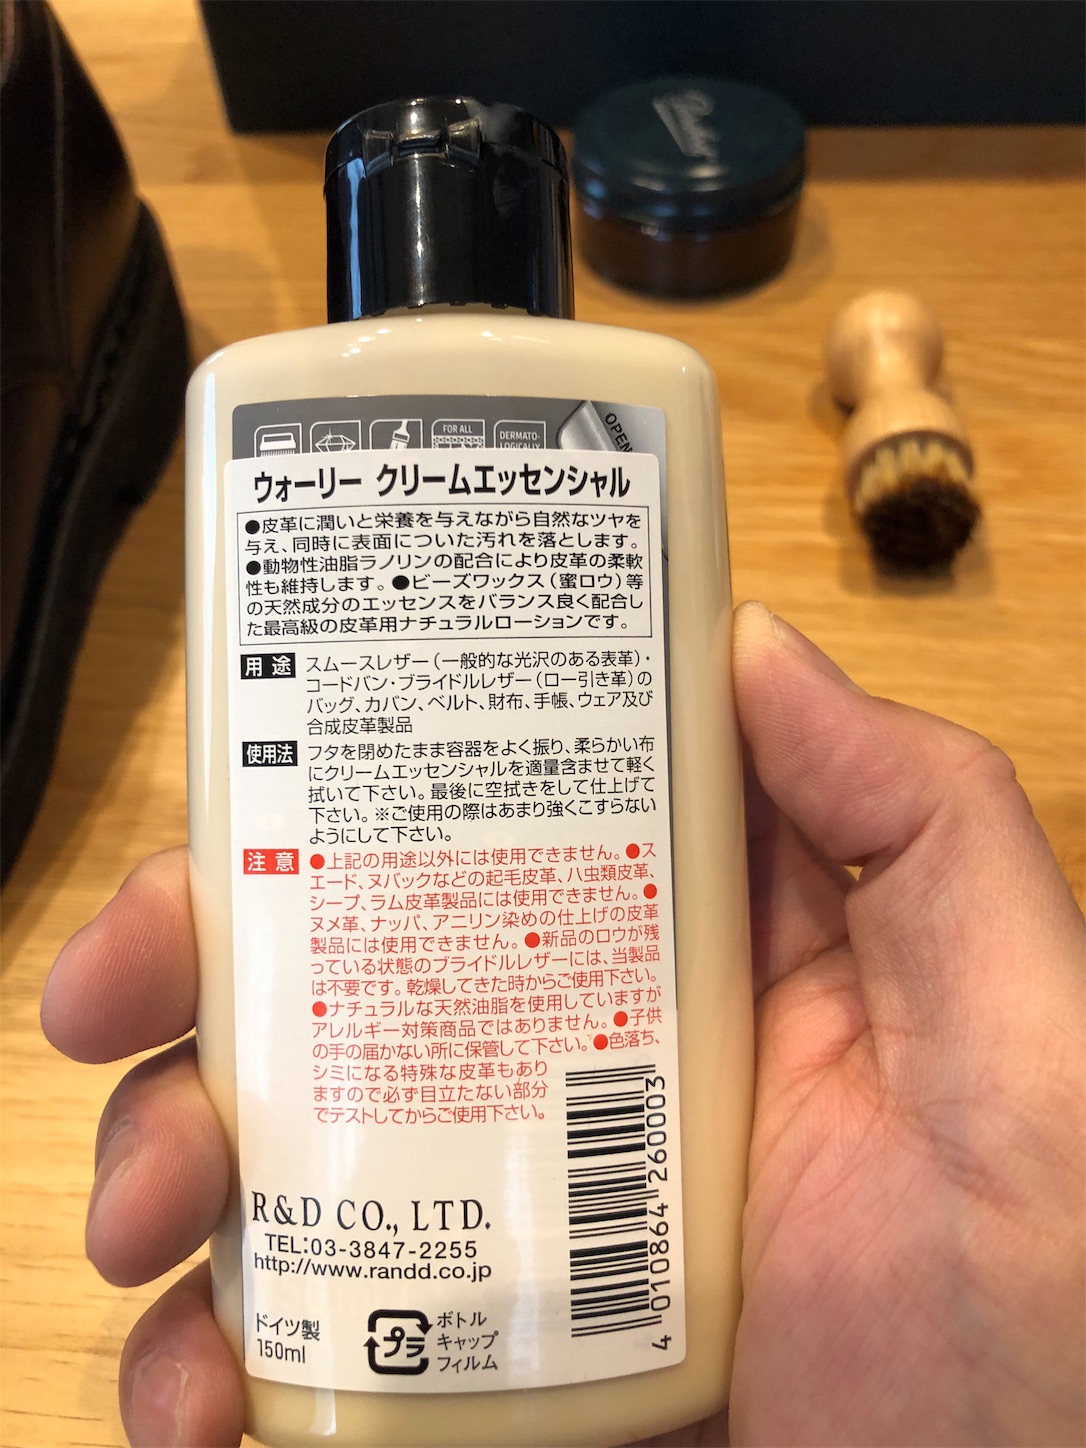 FOR ALL
DERMATO-
LOGICALLY
OPEN
ウォーリー クリームエッセンシャル
●皮革に潤いと栄養を与えながら自然なツヤを
与え、同時に表面についた汚れを落とします。
●動物性油脂ラノリンの配合により皮革の柔軟
性も維持します。●ビーズワックス（蜜ロウ）等
の天然成分のエッセンスをバランス良く配合し
た最高級の皮革用ナチュラルローションです。
用途 スムースレザー（一般的な光沢のある表革）・
コードバン・ブライドルレザー（ロー引き革）の
バッグ、カバン、ベルト、財布、手帳、ウェア及び
合成皮革製品
使用法 フタを閉めたまま容器をよく振り、柔らかい布
にクリームエッセンシャルを適量含ませて軽く
拭いて下さい。最後に空拭きをして仕上げて
下さい。※ご使用の際はあまり強くこすらない
ようにして下さい。
注意 ●上記の用途以外には使用できません。●ス
エード、ヌバックなどの起毛皮革、ハ虫類皮革、
シープ、ラム皮革製品には使用できません。●
ヌメ革、ナッパ、アニリン染めの仕上げの皮革
製品には使用できません。●新品のロウが残
っている状態のブライドルレザーには、当製品
は不要です。乾燥してきた時からご使用下さい。
●ナチュラルな天然油脂を使用していますが
アレルギー対策商品ではありません。●子供
の手の届かない所に保管して下さい。●色落ち、
シミになる特殊な皮革もあり
ますので必ず目立たない部分
でテストしてからご使用下さい。
R&D CO., LTD.
TEL:03-3847-2255
http://www.randd.co.jp
ドイツ製
150ml
プラ
ボトル
キャップ
フィルム
4 010864 260003